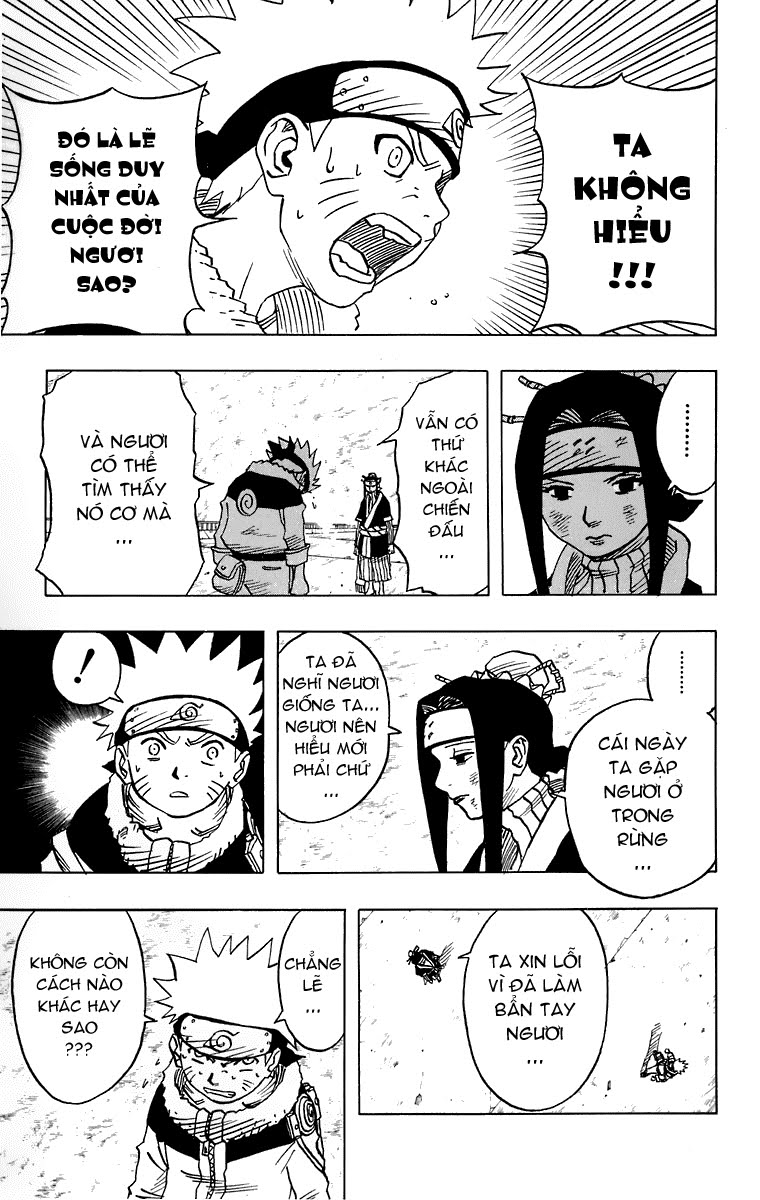 TA
KHÔNG
HIỂU
!!!
ĐÓ LÀ LẼ
SỐNG DUY
NHẤT CỦA
CUỘC ĐỜI
NGƯƠI
SAO?
.........
VẪN CÓ
THỨ
KHÁC
NGOÀI
CHIẾN
ĐẤU
...
VÀ NGƯƠI
CÓ THỂ
TÌM THẤY
NÓ CƠ MÀ
...
.........
CÁI NGÀY
TA GẶP
NGƯƠI Ở
TRONG
RỪNG
...
TA ĐÃ
NGHĨ NGƯƠI
GIỐNG TA...
NGƯƠI NÊN
HIỂU MỚI
PHẢI CHỨ
...
!
TA XIN LỖI
VÌ ĐÃ LÀM
BẨN TAY
NGƯƠI
...
CHẲNG
LẼ
...
KHÔNG CÒN
CÁCH NÀO
KHÁC HAY
SAO
???